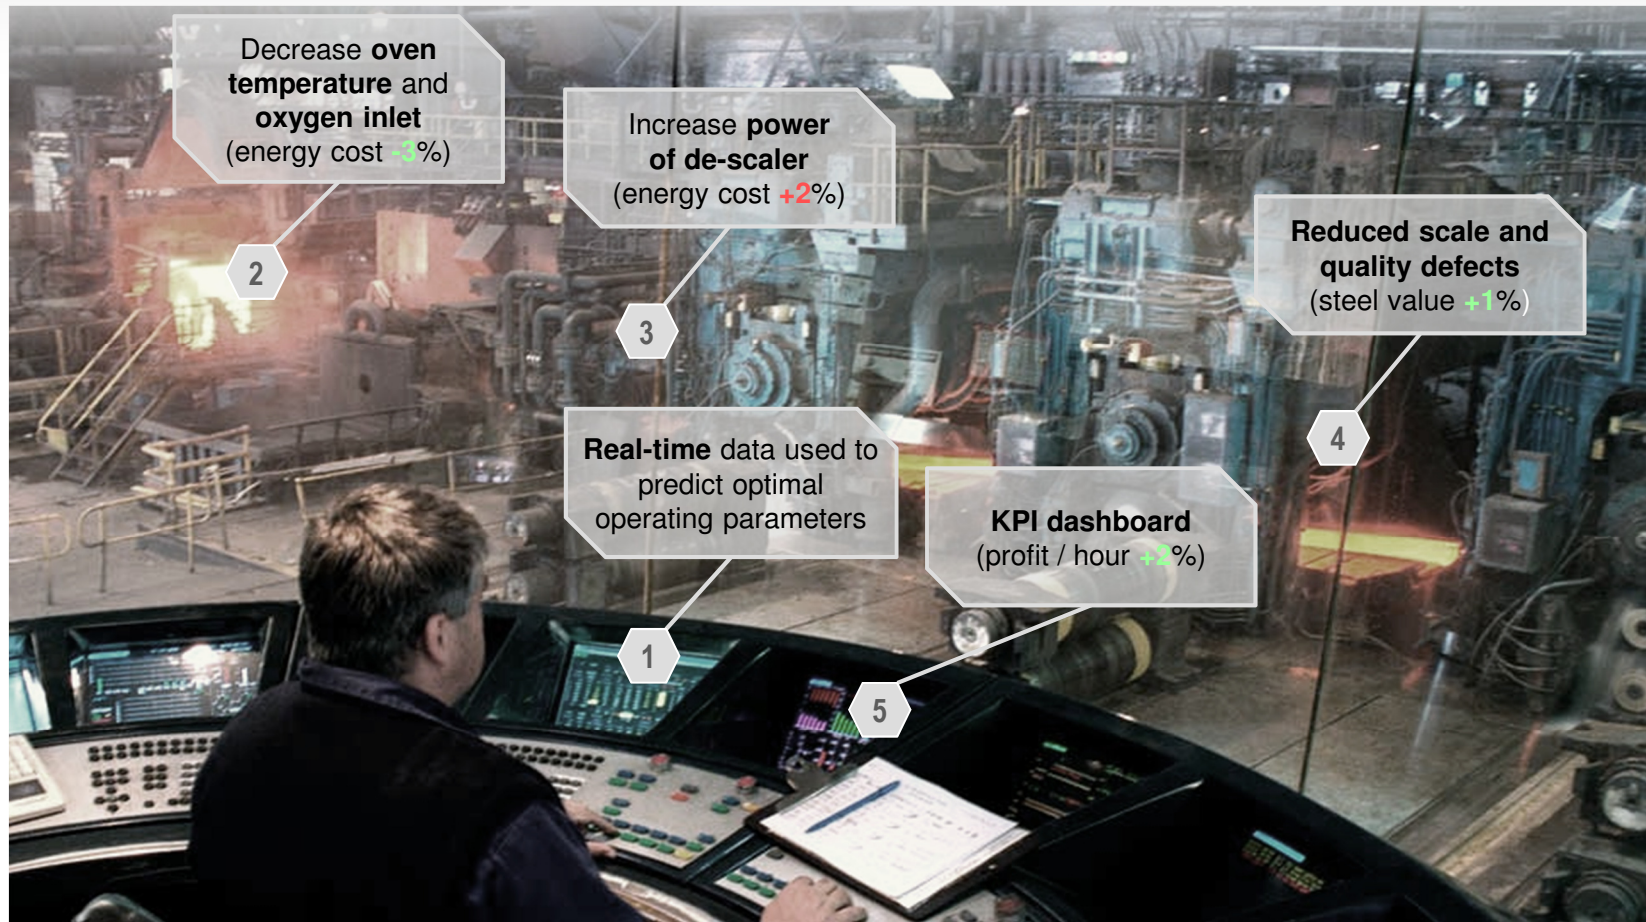 Decrease oven
temperature and
oxygen inlet
(energy cost -3%)
2
Increase power
of de-scaler
(energy cost +2%)
3
Reduced scale and
quality defects
(steel value +1%)
4
Real-time data used to
predict optimal
operating parameters
1
KPI dashboard
(profit / hour +2%)
5